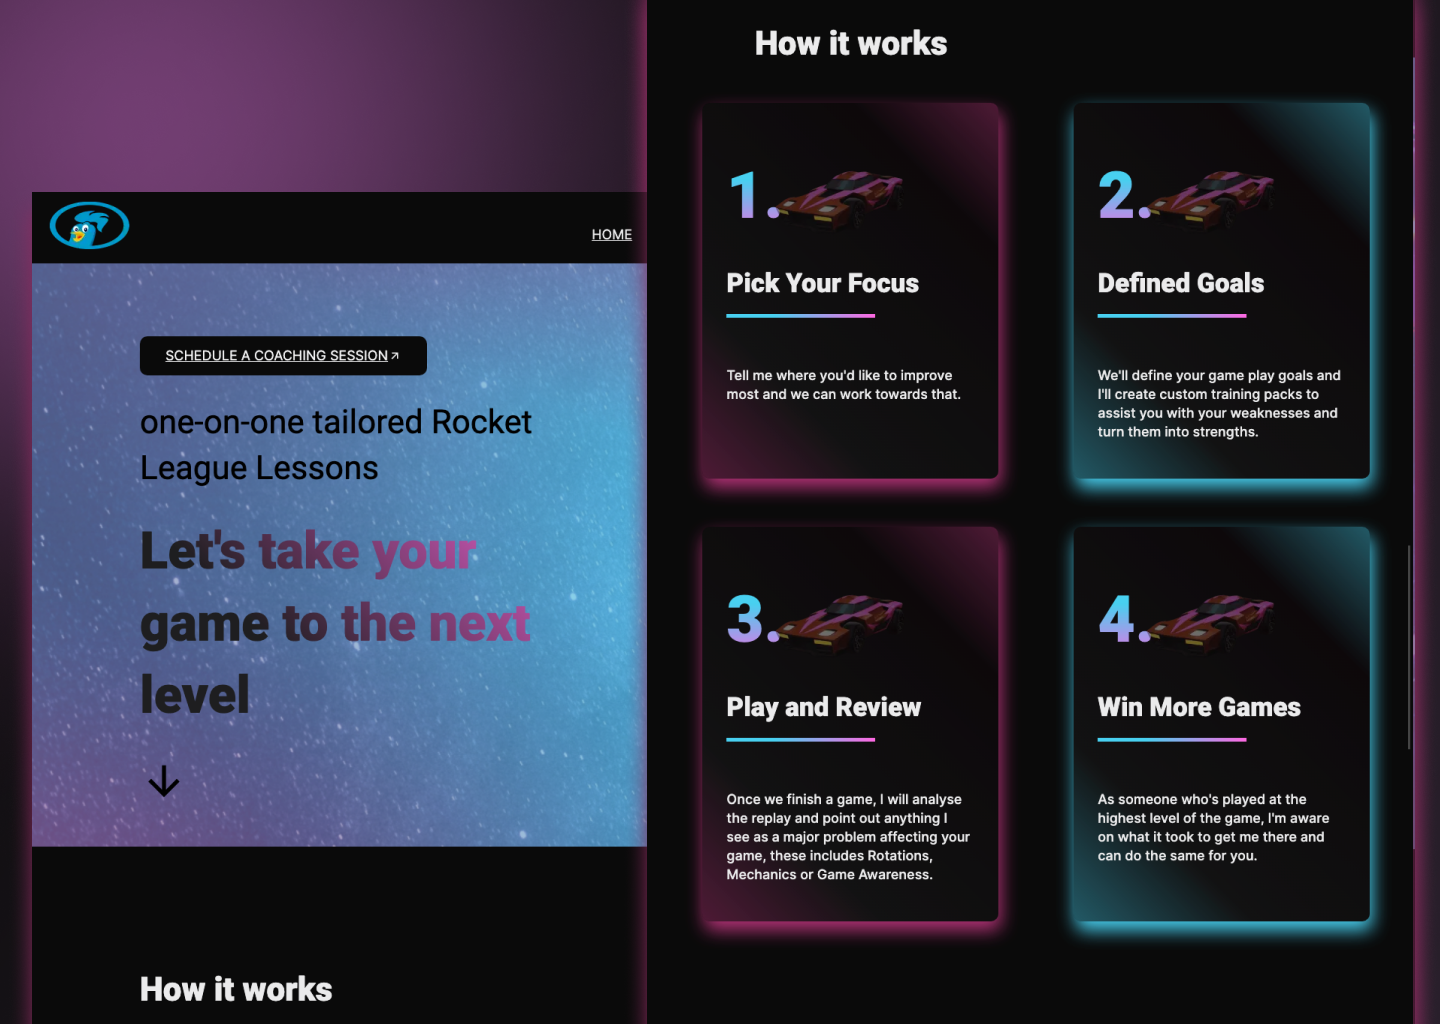 HOME
SCHEDULE A COACHING SESSION
one-on-one tailored Rocket
League Lessons
Let's take your
game to the next
level
How it works
How it works
1.
Pick Your Focus
Tell me where you'd like to improve
most and we can work towards that.
2.
Defined Goals
We'll define your game play goals and
I'll create custom training packs to
assist you with your weaknesses and
turn them into strengths.
3.
Play and Review
Once we finish a game, I will analyse
the replay and point out anything I
see as a major problem affecting your
game, these includes Rotations,
Mechanics or Game Awareness.
4.
Win More Games
As someone who's played at the
highest level of the game, I'm aware
on what it took to get me there and
can do the same for you.